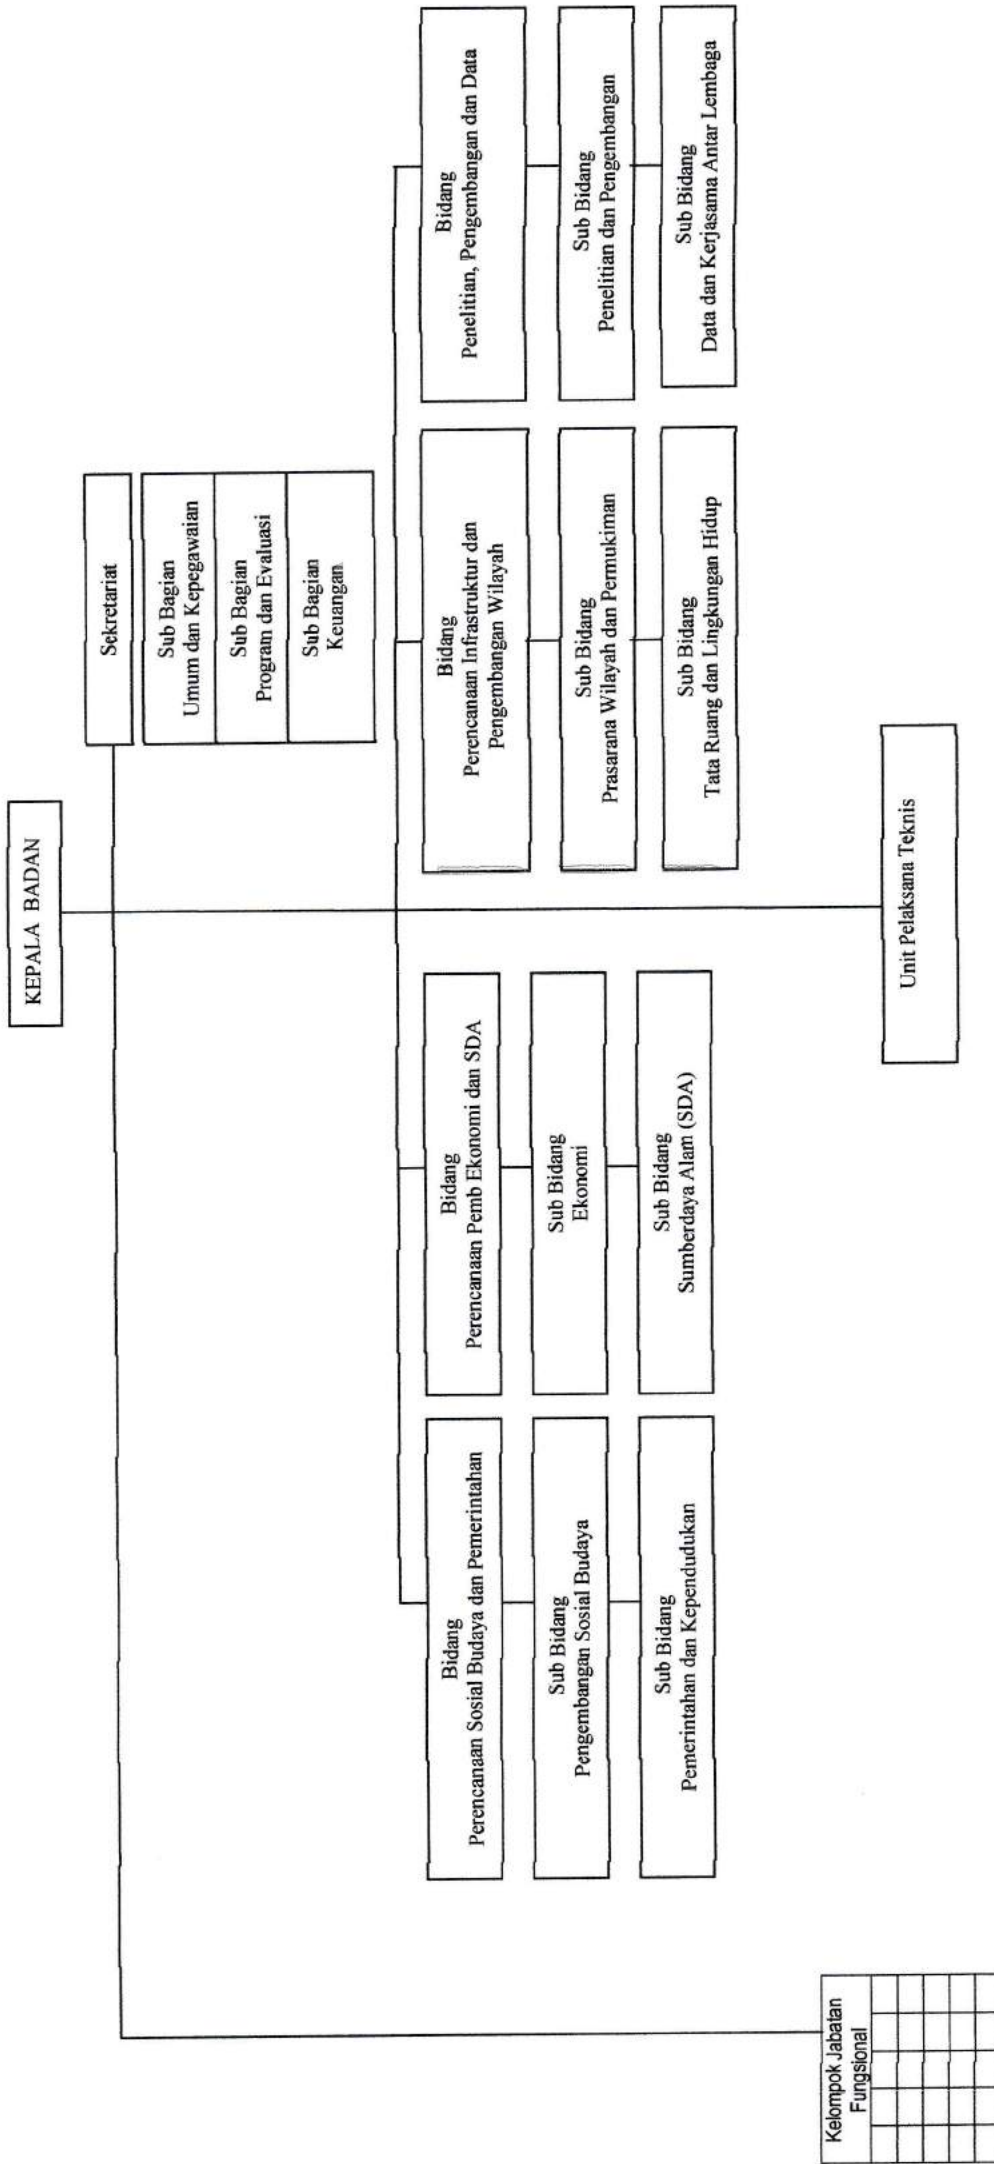 KEPALA BADAN
Sekretariat
Sub Bagian
Umum dan Kepegawaian
Sub Bagian
Program dan Evaluasi
Sub Bagian
Keuangan
Bidang
Perencanaan Sosial Budaya dan Pemerintahan
Sub Bidang
Pengembangan Sosial Budaya
Sub Bidang
Pemerintahan dan Kependudukan
Bidang
Perencanaan Pemb Ekonomi dan SDA
Sub Bidang
Ekonomi
Sub Bidang
Sumberdaya Alam (SDA)
Bidang
Perencanaan Infrastruktur dan
Pengembangan Wilayah
Sub Bidang
Prasarana Wilayah dan Permukiman
Sub Bidang
Tata Ruang dan Lingkungan Hidup
Bidang
Penelitian, Pengembangan dan Data
Sub Bidang
Penelitian dan Pengembangan
Sub Bidang
Data dan Kerjasama Antar Lembaga
Kelompok Jabatan
Fungsional
Unit Pelaksana Teknis